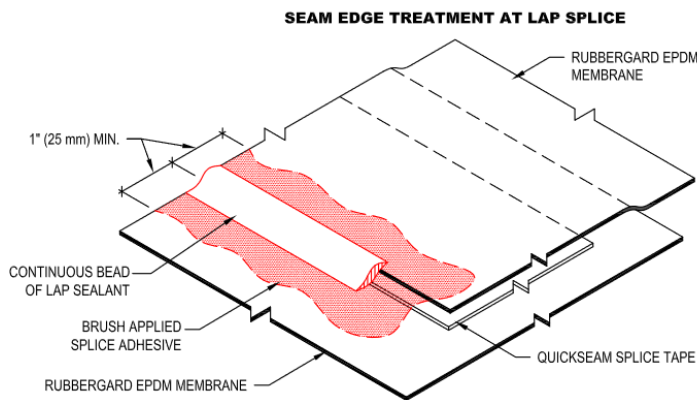 SEAM EDGE TREATMENT AT LAP SPLICE
RUBBERGARD EPDM
MEMBRANE
1" (25 mm) MIN.
CONTINUOUS BEAD
OF LAP SEALANT
BRUSH APPLIED
SPLICE ADHESIVE
QUICKSEAM SPLICE TAPE
RUBBERGARD EPDM MEMBRANE